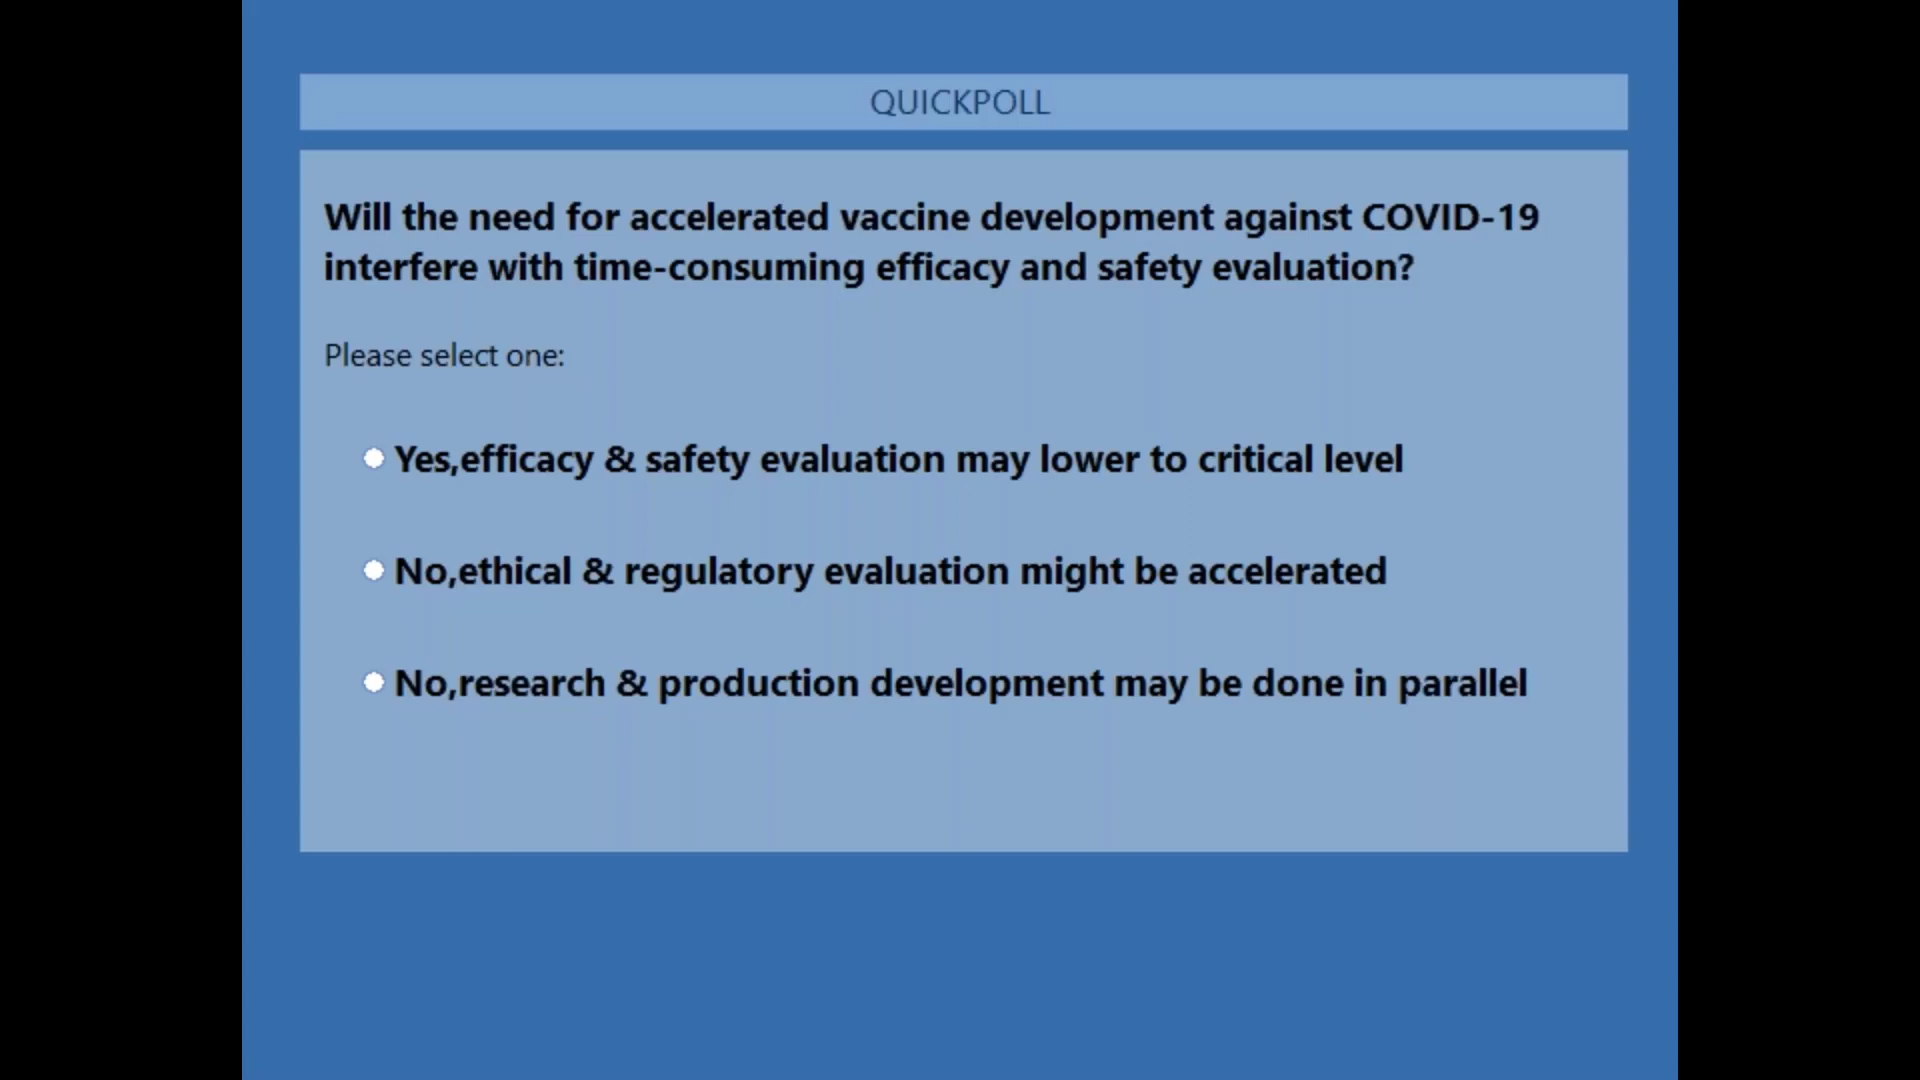 QUICKPOLL
Will the need for accelerated vaccine development against COVID-19
interfere with time-consuming efficacy and safety evaluation?
Please select one:
Yes,efficacy & safety evaluation may lower to critical level
No,ethical & regulatory evaluation might be accelerated
No,research & production development may be done in parallel